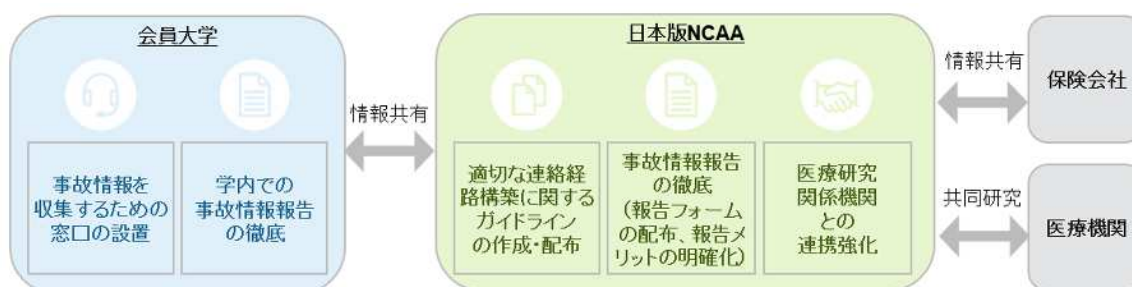 会員大学
事故情報を
収集するための
窓口の設置
学内での
事故情報報告
の徹底
情報共有
日本版NCAA
適切な連絡経
路構築に関する
ガイドライン
の作成・配布
事故情報報告
の徹底
（報告フォーム
の配布、報告メ
リットの明確化）
医療研究
関係機関
との
連携強化
情報共有
保険会社
共同研究
医療機関